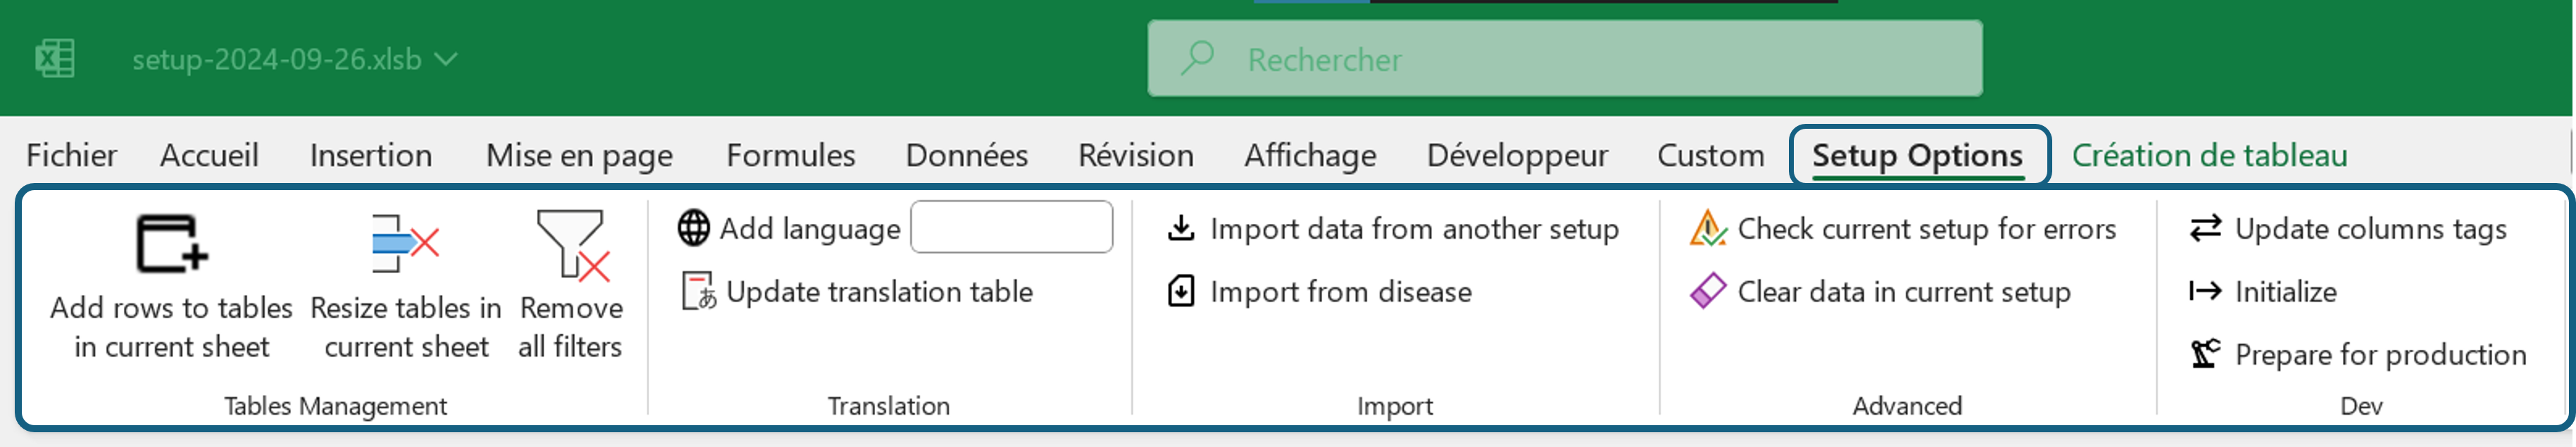 setup-2024-09-26.xlsb
Rechercher
Fichier Accueil Insertion Mise en page Formules Données Révision Affichage Développeur Custom Setup Options Création de tableau
Add rows to tables
in current sheet
Resize tables in
current sheet
Remove
all filters
Tables Management
Add language
Update translation table
Translation
Import data from another setup
Import from disease
Import
Check current setup for errors
Clear data in current setup
Advanced
Update columns tags
Initialize
Prepare for production
Dev